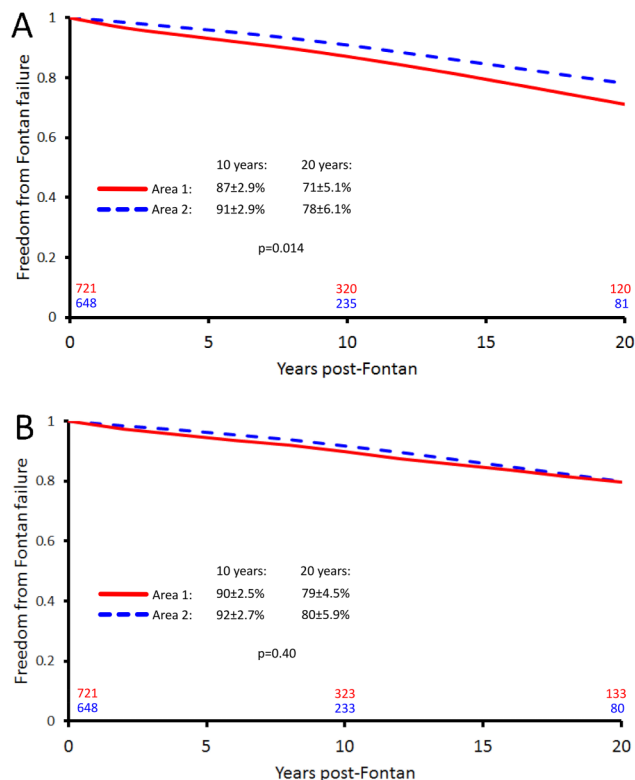 A
Freedom from Fontan failure
1
0.8
0.6
0.4
0.2
0
10 years: 20 years:
Area 1: 87±2.9% 71±5.1%
Area 2: 91±2.9% 78±6.1%
p=0.014
721 320 120
648 235 81
0 5 10 15 20
Years post-Fontan
B
Freedom from Fontan failure
1
0.8
0.6
0.4
0.2
0
10 years: 20 years:
Area 1: 90±2.5% 79±4.5%
Area 2: 92±2.7% 80±5.9%
p=0.40
721 323 133
648 233 80
0 5 10 15 20
Years post-Fontan